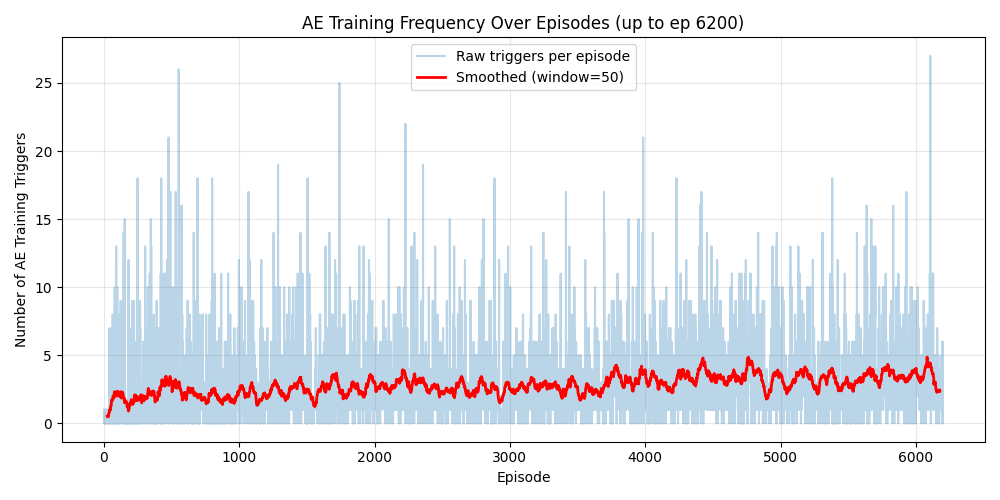 AE Training Frequency Over Episodes (up to ep 6200)
Raw triggers per episode
Smoothed (window=50)
Number of AE Training Triggers
25
20
15
10
5
0
0 1000 2000 3000 4000 5000 6000
Episode